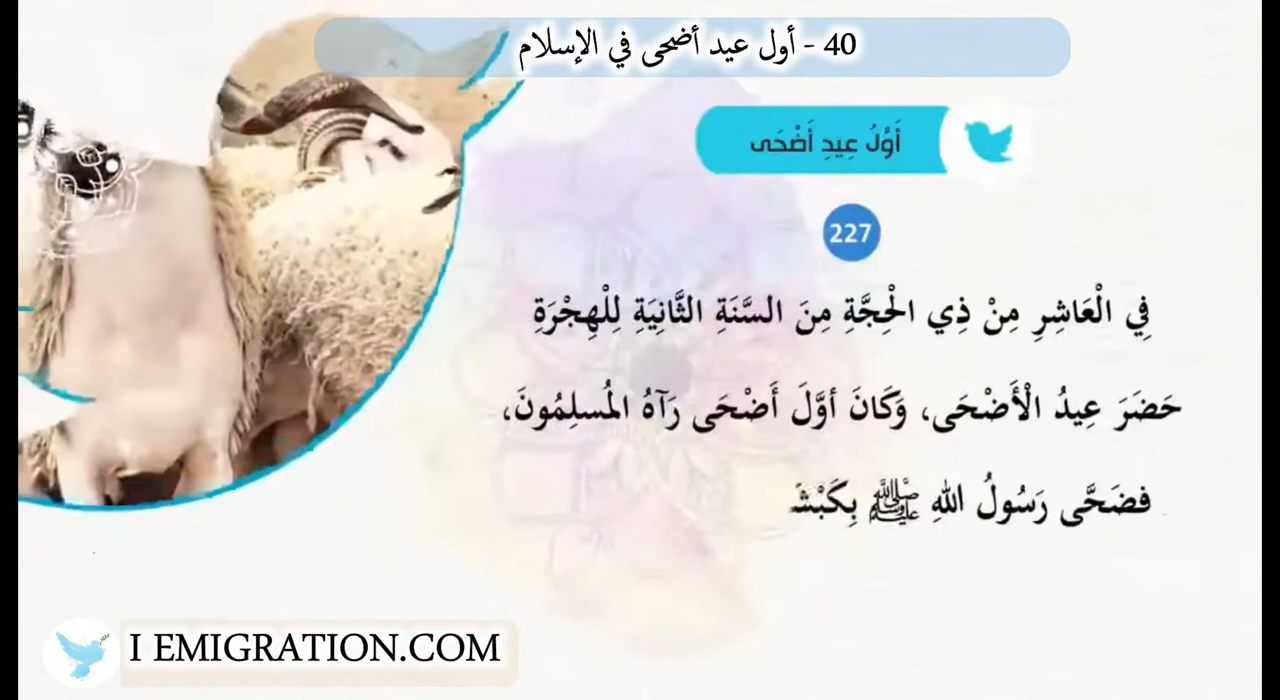 40 - أول عيد أضحى في الإسلام
أَوَّلُ عِيدِ أَضْحَى
227
فِي الْعَاشِرِ مِنْ ذِي الْحِجَّةِ مِنَ السَّنَةِ الثَّانِيَةِ لِلْهِجْرَةِ
حَضَرَ عِيدُ الْأَضْحَى، وَكَانَ أوَّلَ أَضْحَى رَآهُ المُسلِمُونَ،
فضَحَّى رَسُولُ اللهِ ﷺ بِكَبْشَ
I EMIGRATION.COM